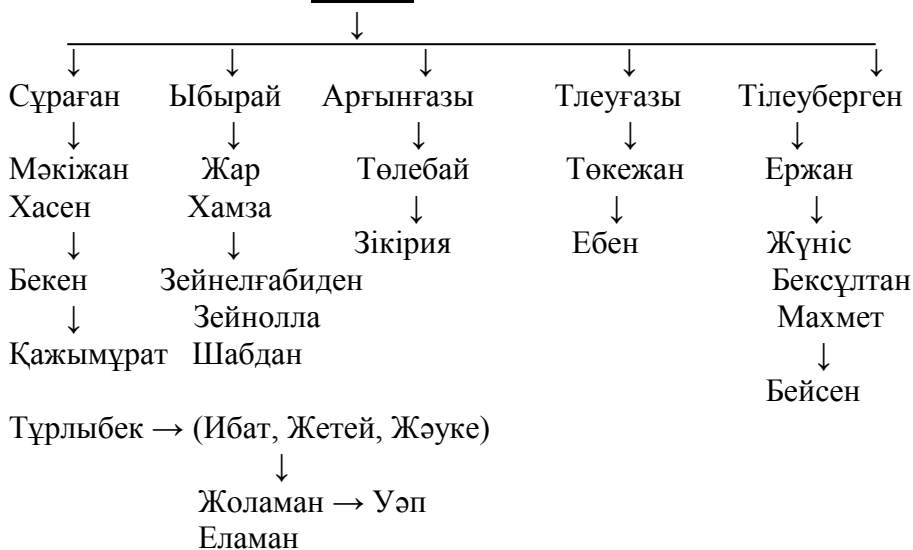 ↓
↓ ↓ ↓ ↓ ↓
Сұраған Ыбырай Арғынғазы Тлеуғазы Тілеуберген
↓ ↓ ↓ ↓ ↓
Мәкіжан Жар Төлебай Төкежан Ержан
Хасен Хамза ↓ ↓ ↓
↓ ↓ Зікірия Ебен Жүніс
Бекен Зейнелғабиден Бексұлтан
↓ Зейнолла Махмет
Қажымұрат Шабдан ↓
Бейсен
Тұрлыбек → (Ибат, Жетей, Жәуке)
↓
Жоламан → Уәп
Еламан